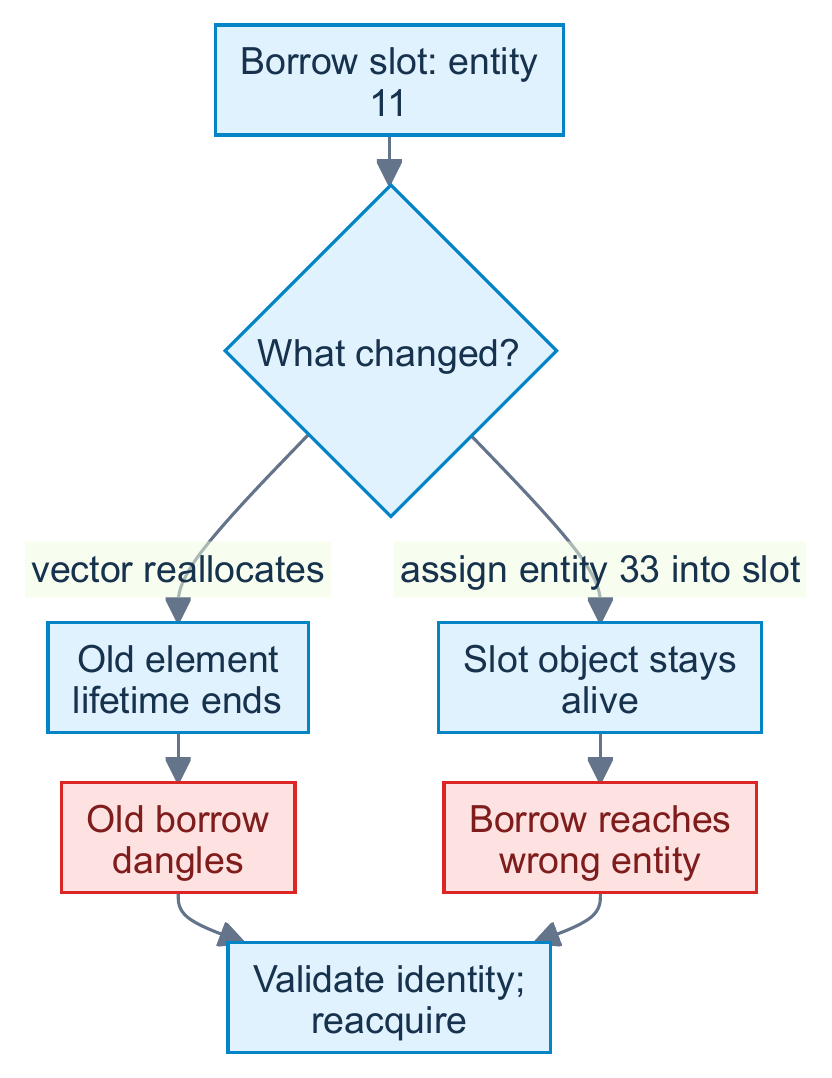 Borrow slot: entity
11
What changed?
vector reallocates
assign entity 33 into slot
Old element
lifetime ends
Slot object stays
alive
Old borrow
dangles
Borrow reaches
wrong entity
Validate identity;
reacquire